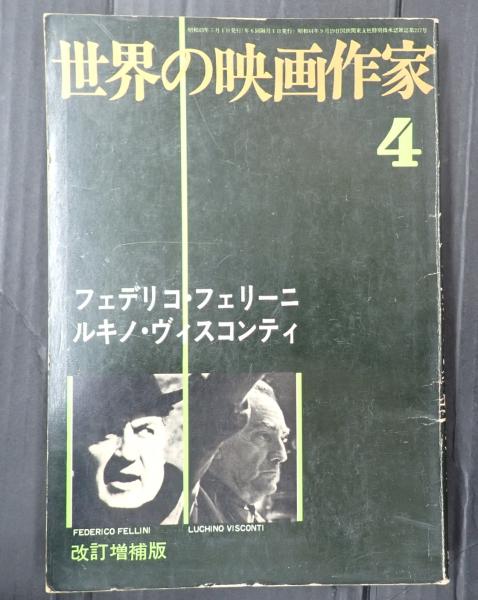 世界の映画作家
4
フェデリコ・フェリーニ
ルキノ・ヴィスコンティ
FEDERICO FELLINI
LUCHINO VISCONTI
改訂増補版